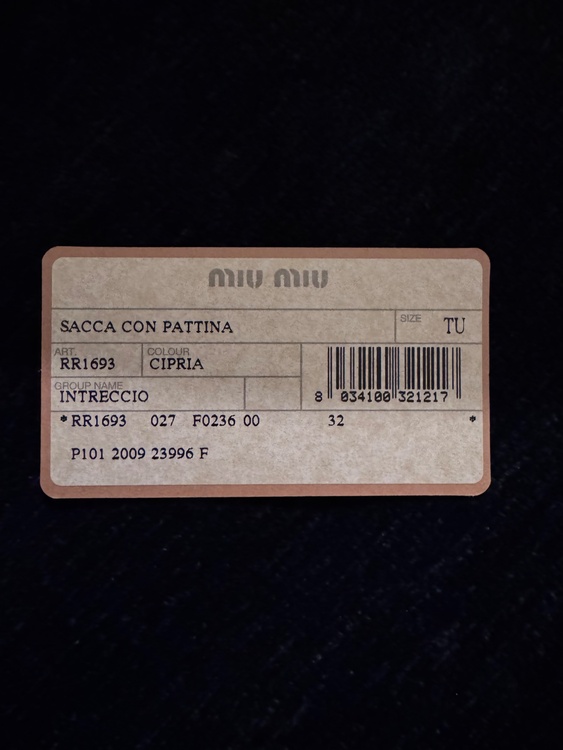 miu miu
SACCA CON PATTINA
SIZE TU
ART. COLOUR
RR1693 CIPRIA
GROUP NAME
INTRECCIO
8 034100 321217
* RR1693 027 F0236 00 32 *
P101 2009 23996 F